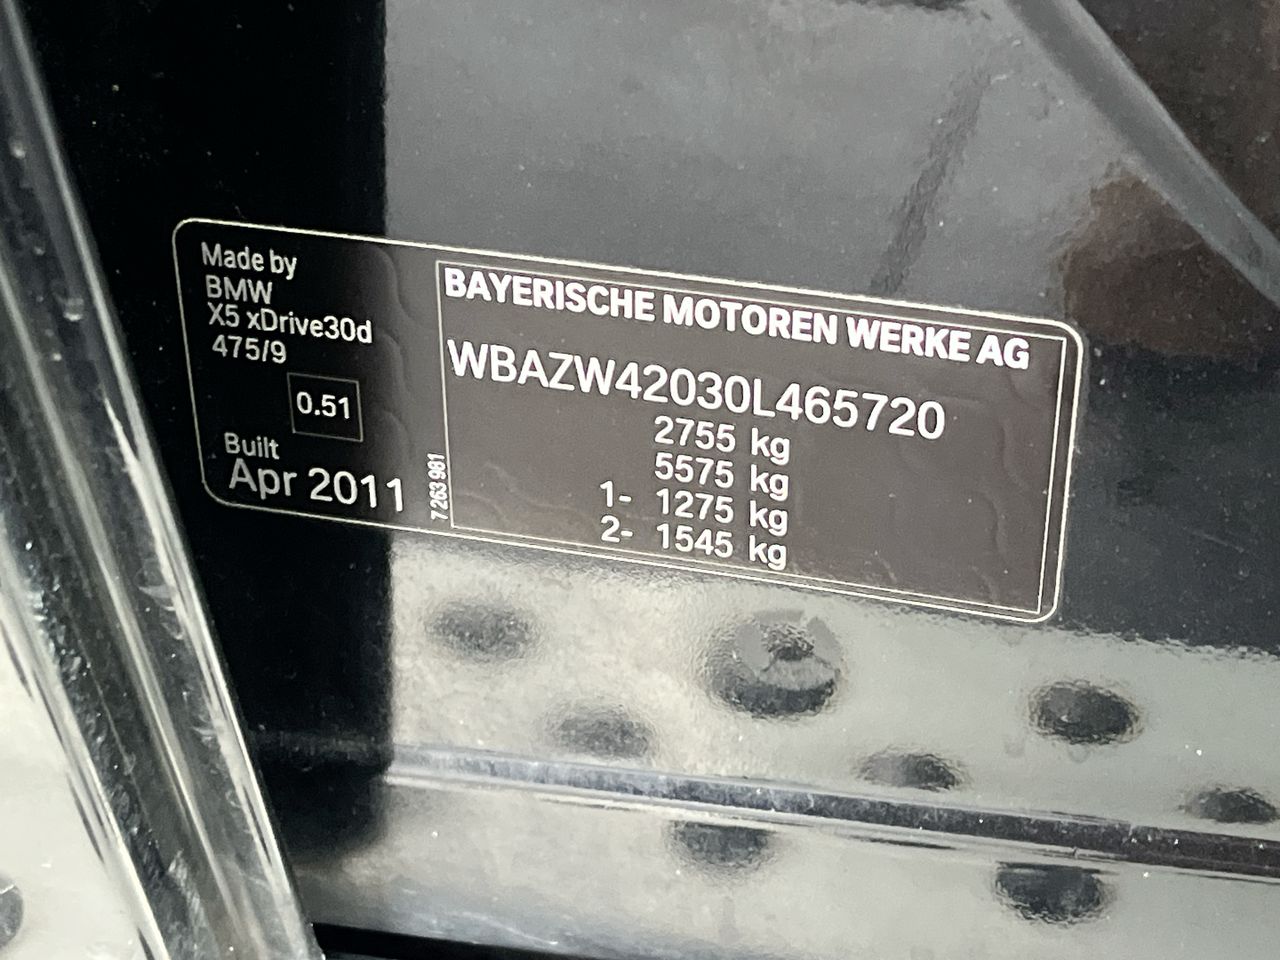 Made by
BMW
X5 xDrive30d
475/9
0.51
Built
Apr 2011
7 263 981
BAYERISCHE MOTOREN WERKE AG
WBAZW42030L465720
2755 kg
5575 kg
1- 1275 kg
2- 1545 kg